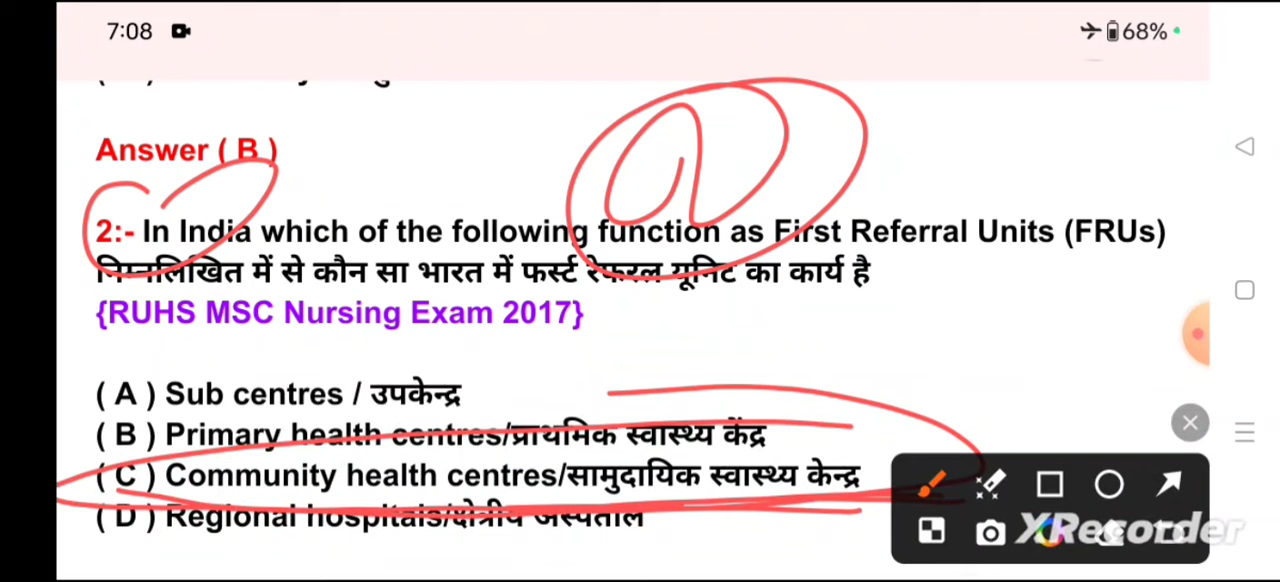 7:08
68%
Answer ( B )
2:- In India which of the following function as First Referral Units (FRUs)
निम्नलिखित में से कौन सा भारत में फर्स्ट रेफरल यूनिट का कार्य है
{RUHS MSC Nursing Exam 2017}
( A ) Sub centres / उपकेन्द्र
( B ) Primary health centres/प्राथमिक स्वास्थ्य केंद्र
( C ) Community health centres/सामुदायिक स्वास्थ्य केन्द्र
( D ) Regional hospitals/क्षेत्रीय अस्पताल
XRecorder